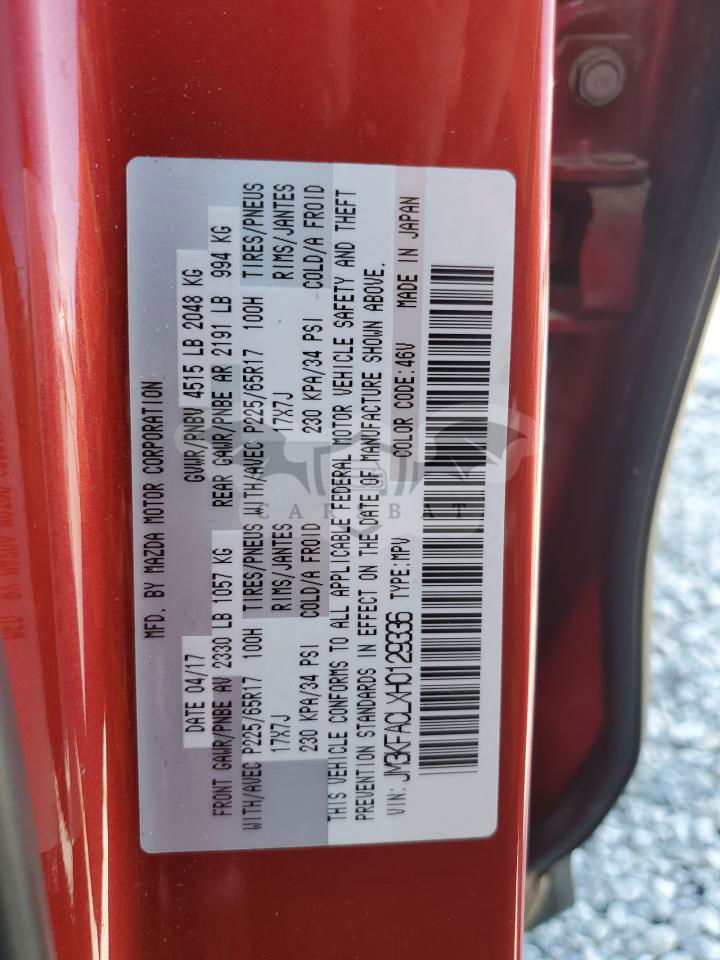 MFD. BY MAZDA MOTOR CORPORATION
DATE 04/17 GVWR/PNBV 4515 LB 2048 KG
FRONT GAWR/PNBE AV 2330 LB 1057 KG REAR GAWR/PNBE AR 2191 LB 994 KG
WITH/AVEC P225/65R17 100H TIRES/PNEUS WITH/AVEC P225/65R17 100H TIRES/PNEUS
17X7J RIMS/JANTES 17X7J RIMS/JANTES
230 KPA/34 PSI COLD/A FROID 230 KPA/34 PSI COLD/A FROID
THIS VEHICLE CONFORMS TO ALL APPLICABLE FEDERAL MOTOR VEHICLE SAFETY AND THEFT
PREVENTION STANDARDS IN EFFECT ON THE DATE OF MANUFACTURE SHOWN ABOVE.
VIN: JM3KFACLXH0129336 TYPE:MPV COLOR CODE:46V MADE IN JAPAN
CAR BAT